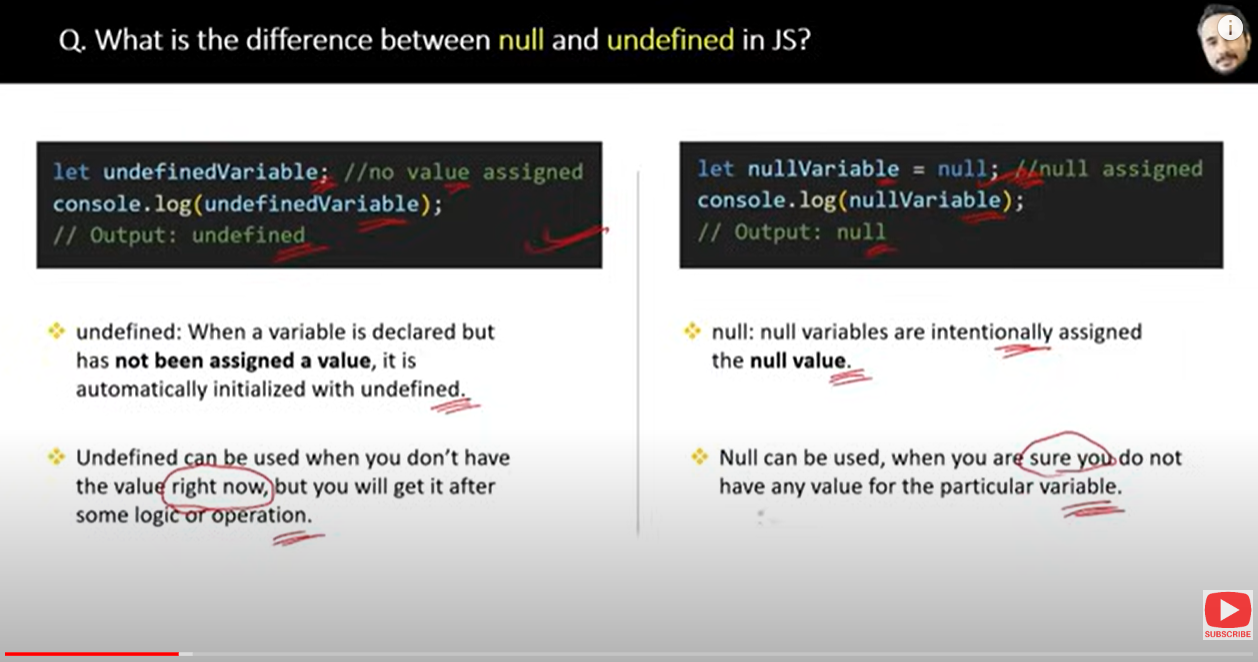 Q. What is the difference between null and undefined in JS?
let undefinedVariable; //no value assigned
console.log(undefinedVariable);
// Output: undefined
undefined: When a variable is declared but
has not been assigned a value, it is
automatically initialized with undefined.
Undefined can be used when you don't have
the value right now, but you will get it after
some logic or operation.
let nullVariable = null; //null assigned
console.log(nullVariable);
// Output: null
null: null variables are intentionally assigned
the null value.
Null can be used, when you are sure you do not
have any value for the particular variable.
SUBSCRIBE